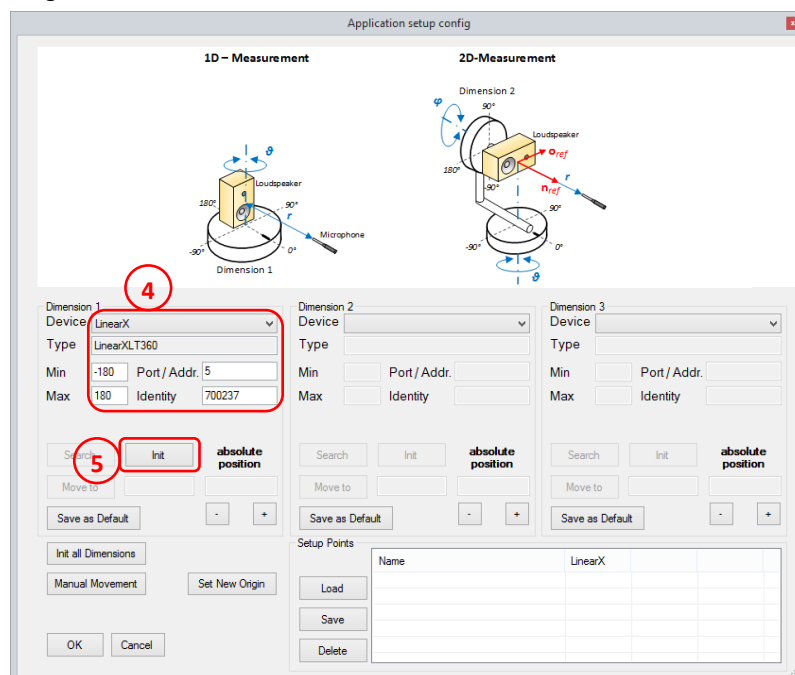 Application setup config
x
1D – Measurement
2D-Measurement
ϑ
Loudspeaker
180°
90°
r
Microphone
-90°
0°
Dimension 1
φ
Dimension 2
90°
Loudspeaker
oref
180°
-90°
nref
r
90°
-90°
0°
ϑ
4
Dimension 1
Device LinearX
Type LinearXLT360
Min -180 Port / Addr. 5
Max 180 Identity 700237
Search Init absolute position
5
Move to
Save as Default - +
Dimension 2
Device
Type
Min Port / Addr.
Max Identity
Search Init absolute position
Move to
Save as Default - +
Dimension 3
Device
Type
Min Port / Addr.
Max Identity
Search Init absolute position
Move to
Save as Default - +
Init all Dimensions
Manual Movement Set New Origin
OK Cancel
Setup Points
Name LinearX
Load
Save
Delete